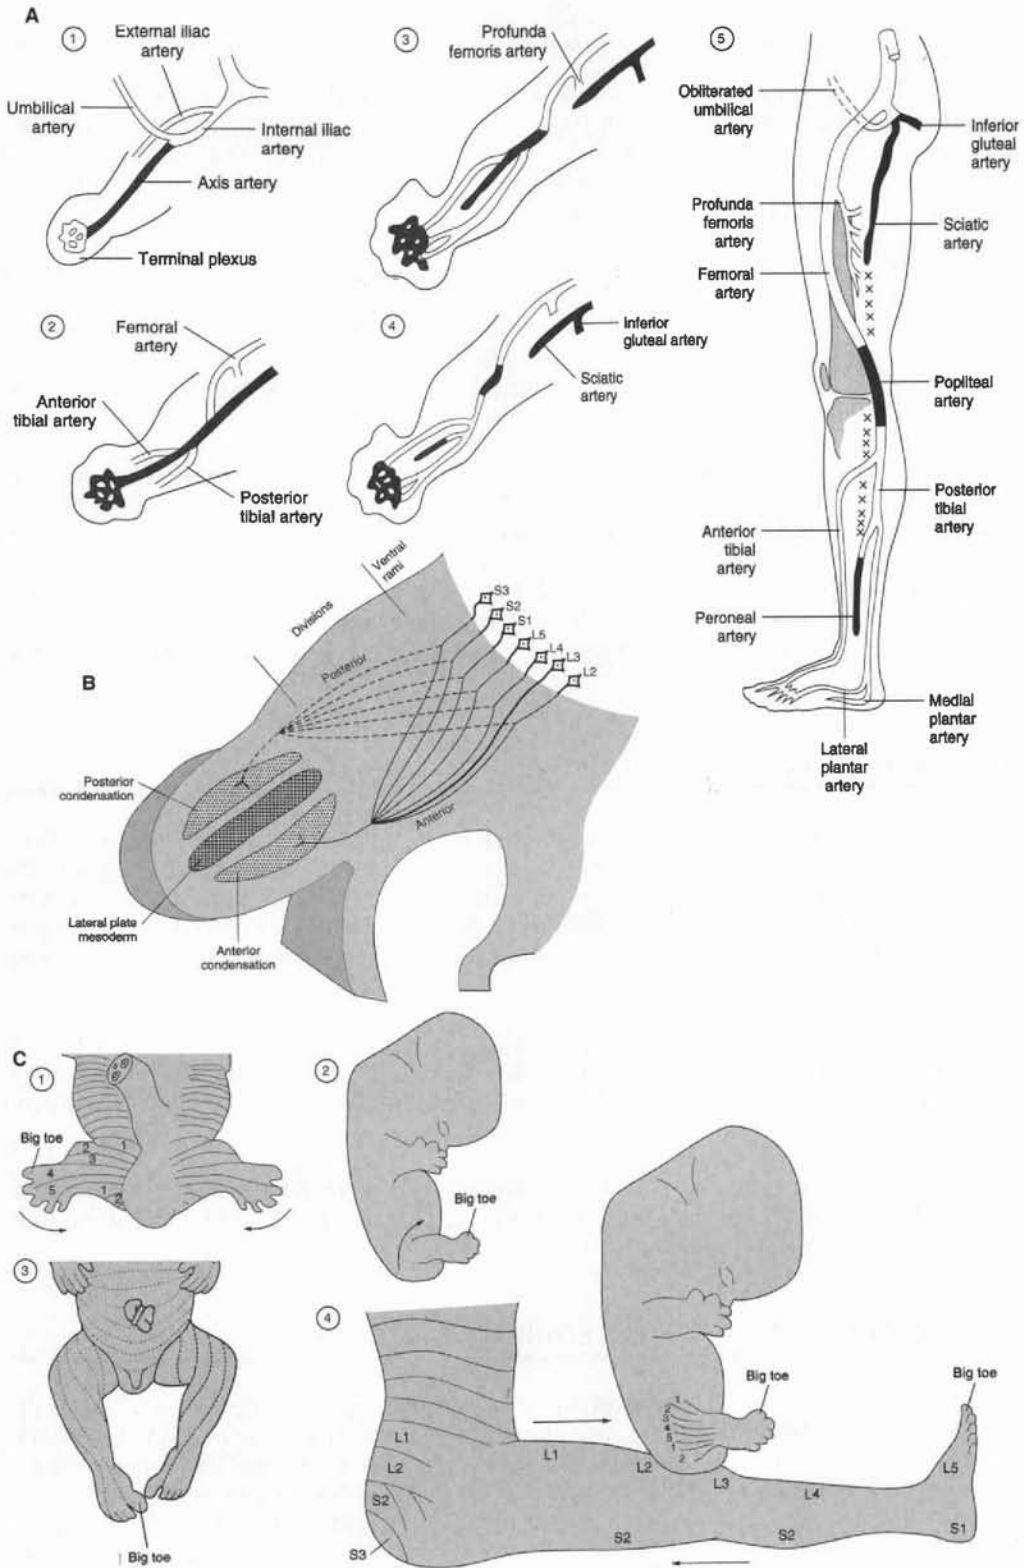 A
1
External iliac
artery
Umbilical
artery
Internal iliac
artery
Axis artery
Terminal plexus
2
Femoral
artery
Anterior
tibial artery
Posterior
tibial artery
3
Profunda
femoris artery
4
Inferior
gluteal artery
Sciatic
artery
5
Obliterated
umbilical
artery
Inferior
gluteal
artery
Profunda
femoris
artery
Sciatic
artery
Femoral
artery
Popliteal
artery
Posterior
tibial
artery
Anterior
tibial
artery
Peroneal
artery
Medial
plantar
artery
Lateral
plantar
artery
B
Ventral
rami
Divisions
Posterior
S3
S2
S1
L5
L4
L3
L2
Anterior
Posterior
condensation
Lateral plate
mesoderm
Anterior
condensation
C
1
Big toe
2 1
3
4
5 1
2
2
Big toe
3
Big toe
4
L1
L2
S2
S3
L1
L2
L3
L4
L5
S1
S2
S2
1
2
3
4
5
1
2
Big toe
Big toe